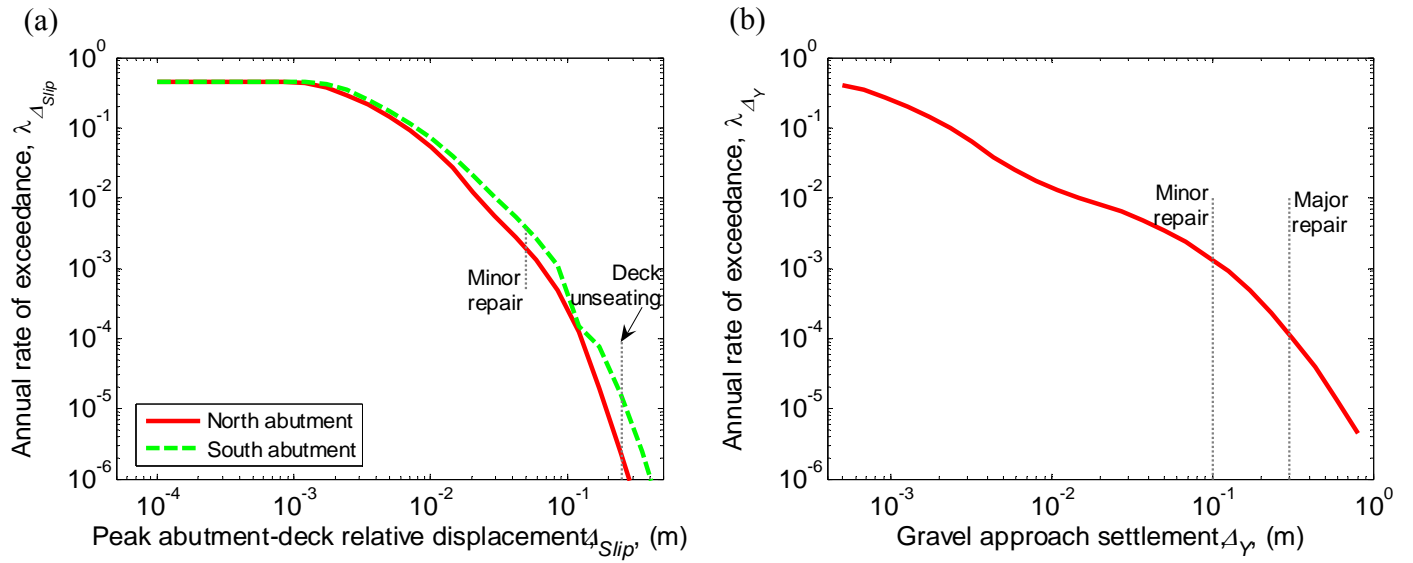 (a)
Annual rate of exceedance, λ_Δ_Slip
10^0
10^-1
10^-2
10^-3
10^-4
10^-5
10^-6
Minor
repair
Deck
unseating
North abutment
South abutment
10^-4
10^-3
10^-2
10^-1
Peak abutment-deck relative displacement,Δ_Slip, (m)
(b)
Annual rate of exceedance, λ_Δ_Y
10^0
10^-1
10^-2
10^-3
10^-4
10^-5
10^-6
Minor
repair
Major
repair
10^-3
10^-2
10^-1
10^0
Gravel approach settlement,Δ_Y, (m)